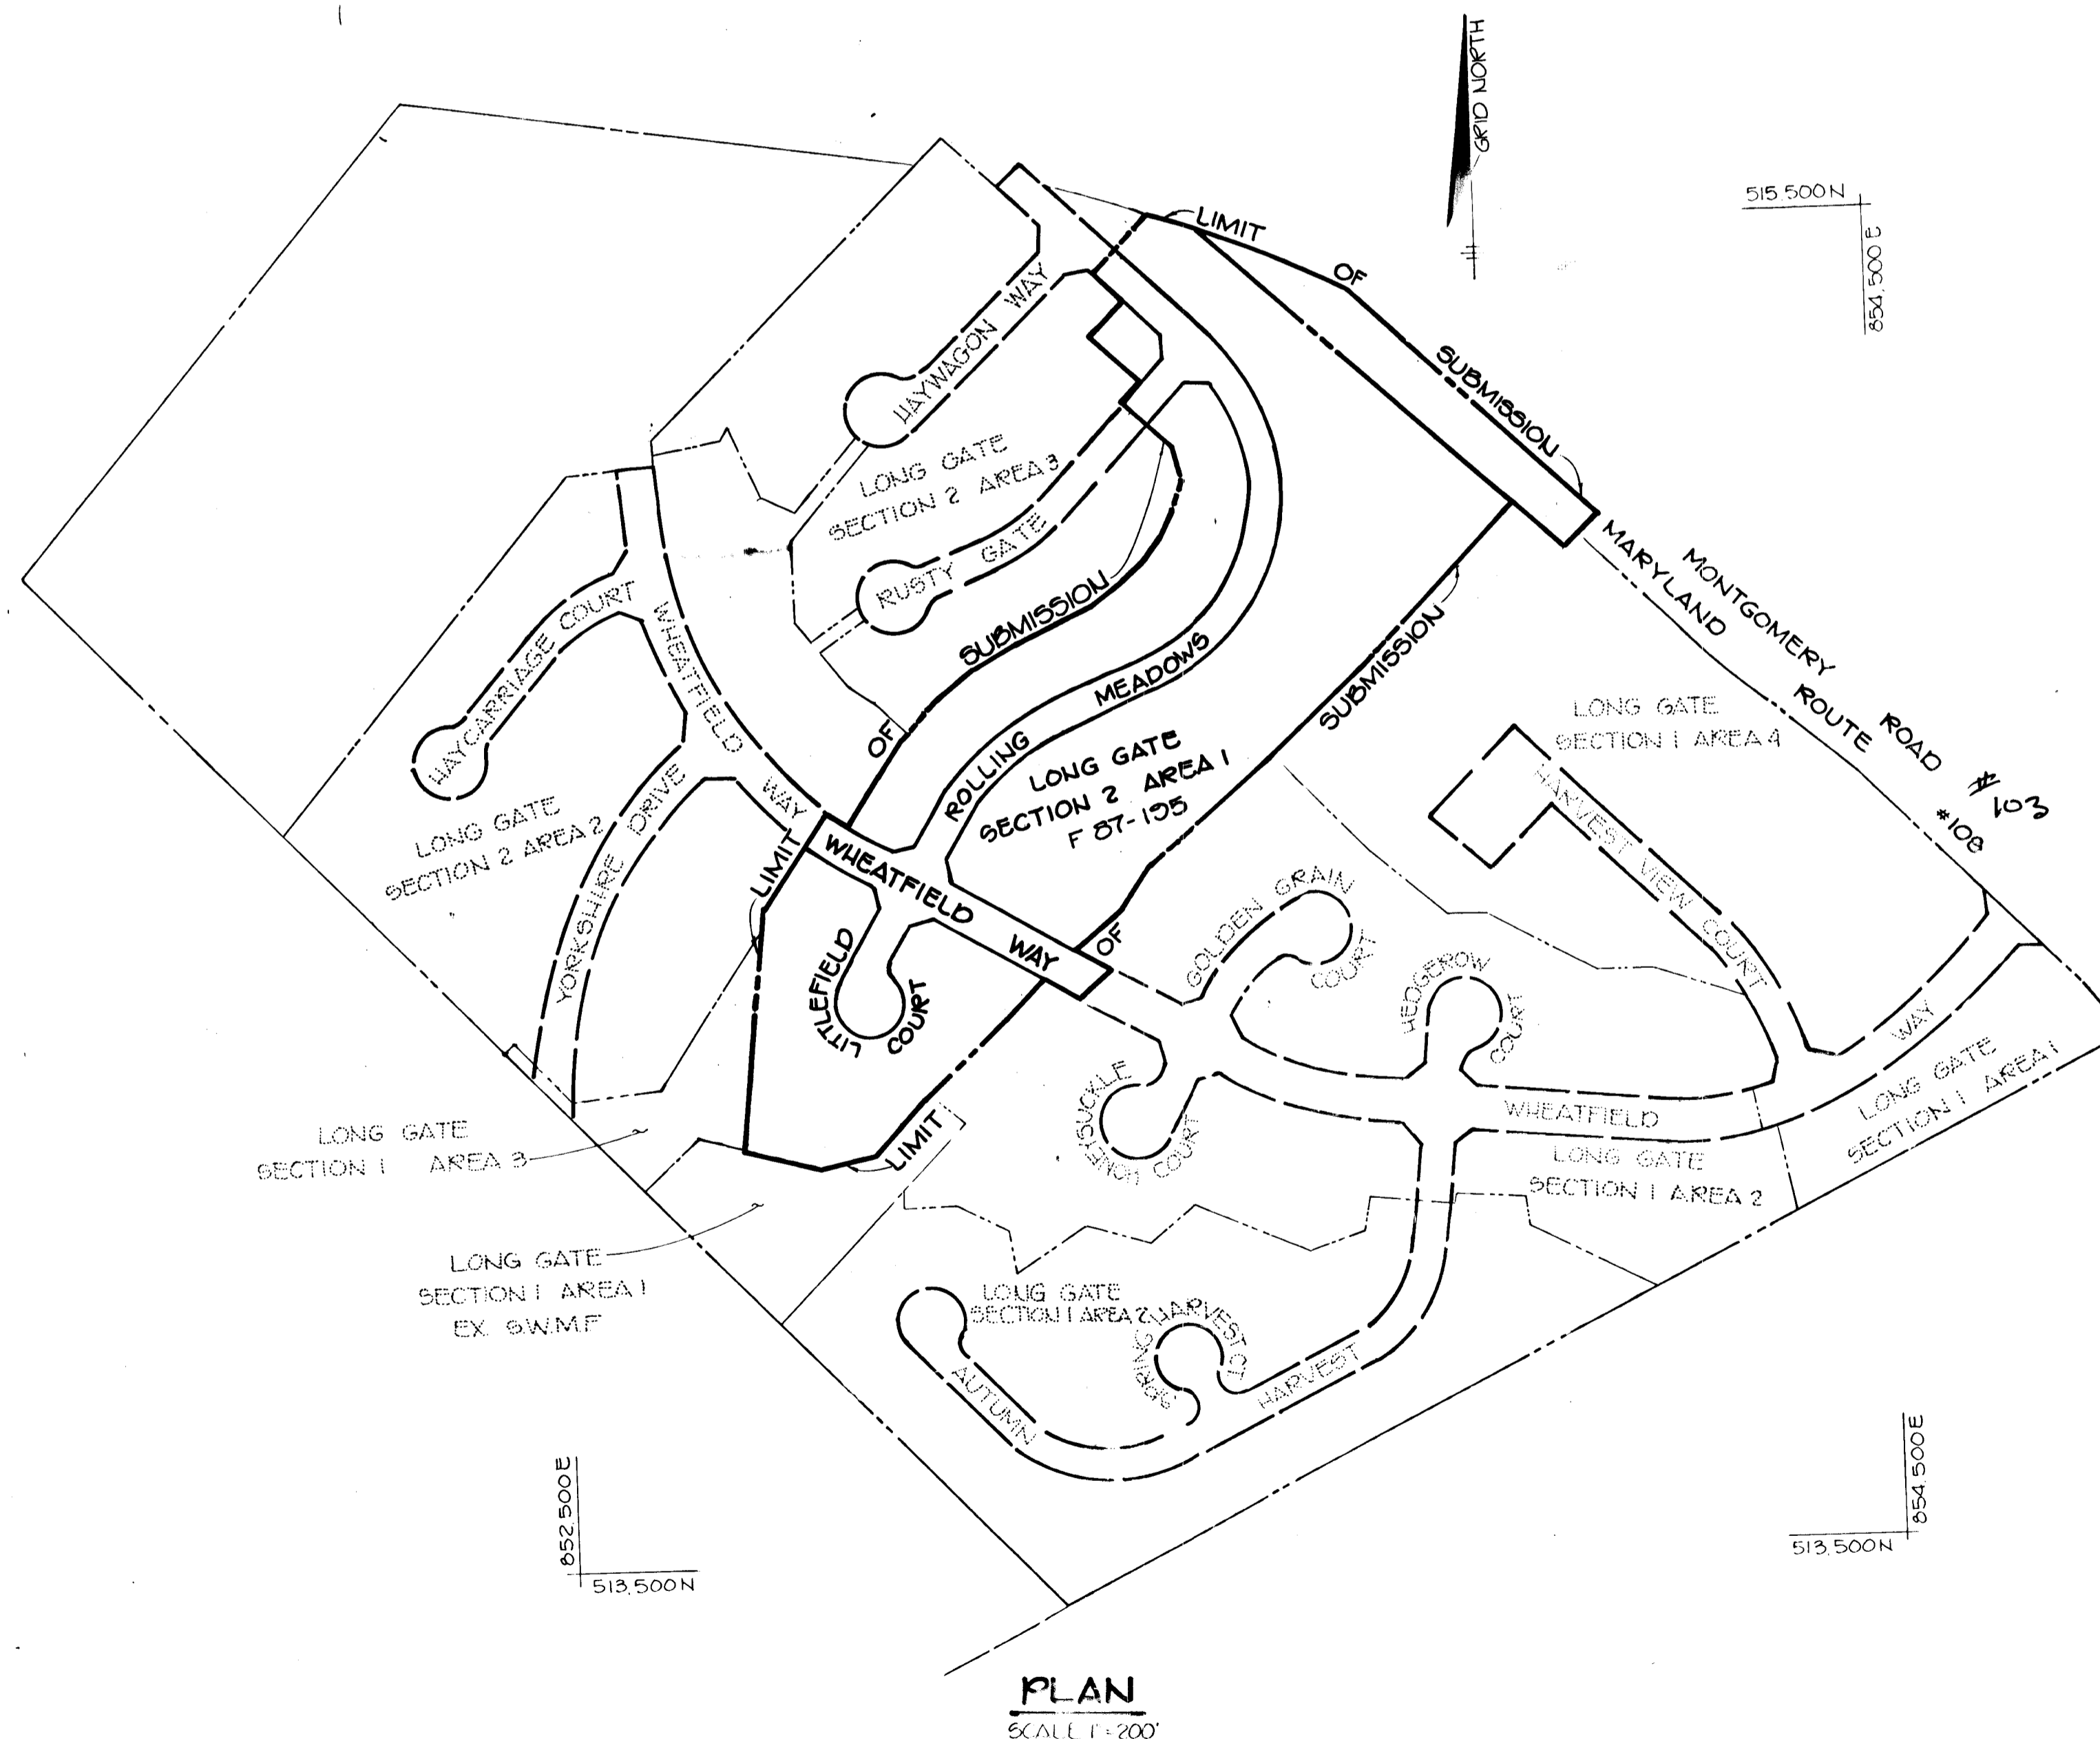 GRID NORTH
515,500 N
854,500 E
LIMIT
OF
SUBMISSION
HAYWAGON WAY
LONG GATE
SECTION 2 AREA 3
RUSTY GATE
SUBMISSION
OF
MONTGOMERY ROAD # 103
MARYLAND ROUTE #108
HAYCARRIAGE COURT
WHEATFIELD WAY
ROLLING MEADOWS
SUBMISSION
OF
LONG GATE
SECTION 1 AREA 4
HARVEST VIEW COURT
LONG GATE
SECTION 2 AREA 1
F 87-195
LONG GATE
SECTION 2 AREA 2
YORKSHIRE DRIVE
LIMIT
WHEATFIELD WAY
LITTLEFIELD COURT
GOLDEN GRAIN COURT
HEDGEROW COURT
WAY
LONG GATE
SECTION 1 AREA 1
HONEYSUCKLE COURT
WHEATFIELD
LONG GATE
SECTION 1 AREA 2
LIMIT
LONG GATE
SECTION 1 AREA 3
LONG GATE
SECTION 1 AREA 1
EX. S.W.M.F
LONG GATE
SECTION 1 AREA 2
SPRING HARVEST CT.
AUTUMN
HARVEST
852,500 E
513,500 N
854,500 E
513,500 N
PLAN
SCALE 1"=200'